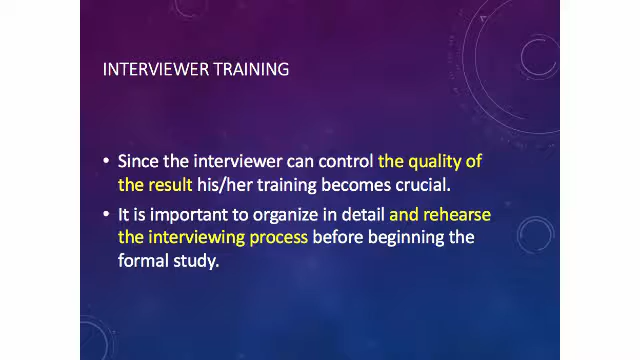 INTERVIEWER TRAINING
• Since the interviewer can control the quality of
the result his/her training becomes crucial.
• It is important to organize in detail and rehearse
the interviewing process before beginning the
formal study.